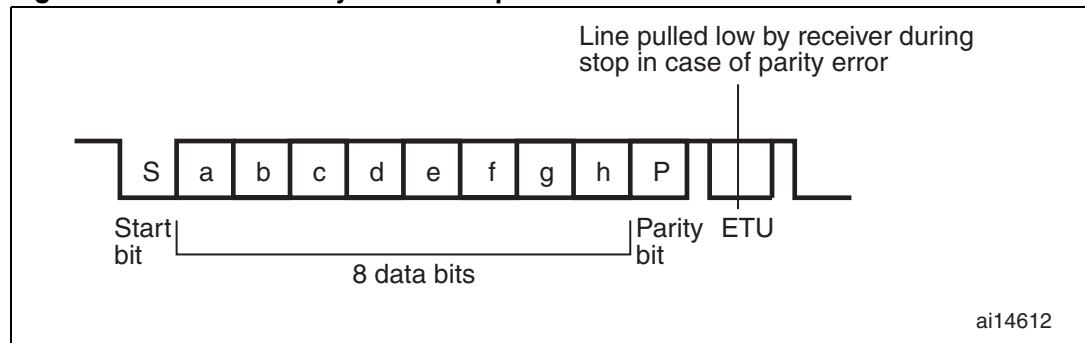 Line pulled low by receiver during
stop in case of parity error
S a b c d e f g h P
Start bit
8 data bits
Parity bit
ETU
ai14612